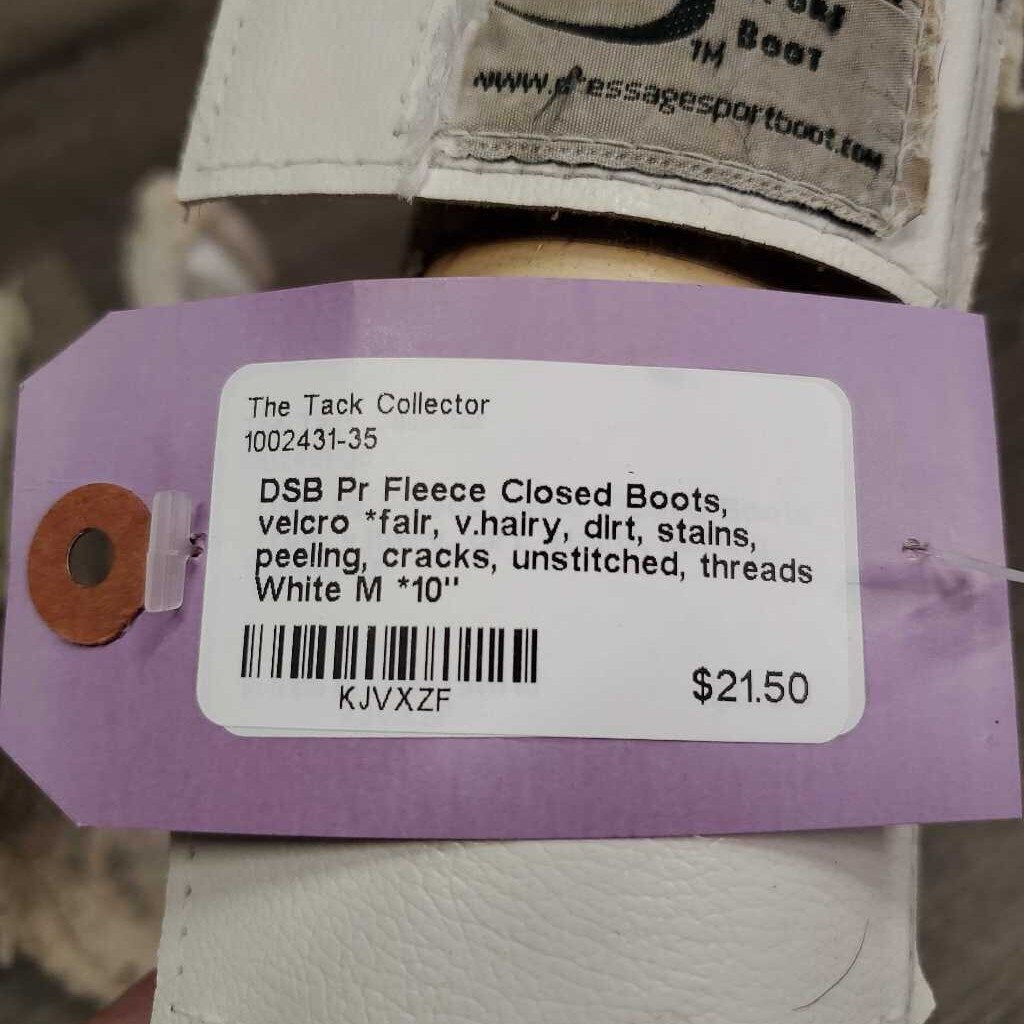 BOOT
TM
www.dressagesportboot.com
The Tack Collector
1002431-35
DSB Pr Fleece Closed Boots,
velcro *fair, v.hairy, dirt, stains,
peeling, cracks, unstitched, threads
White M *10"
KJVXZF
$21.50